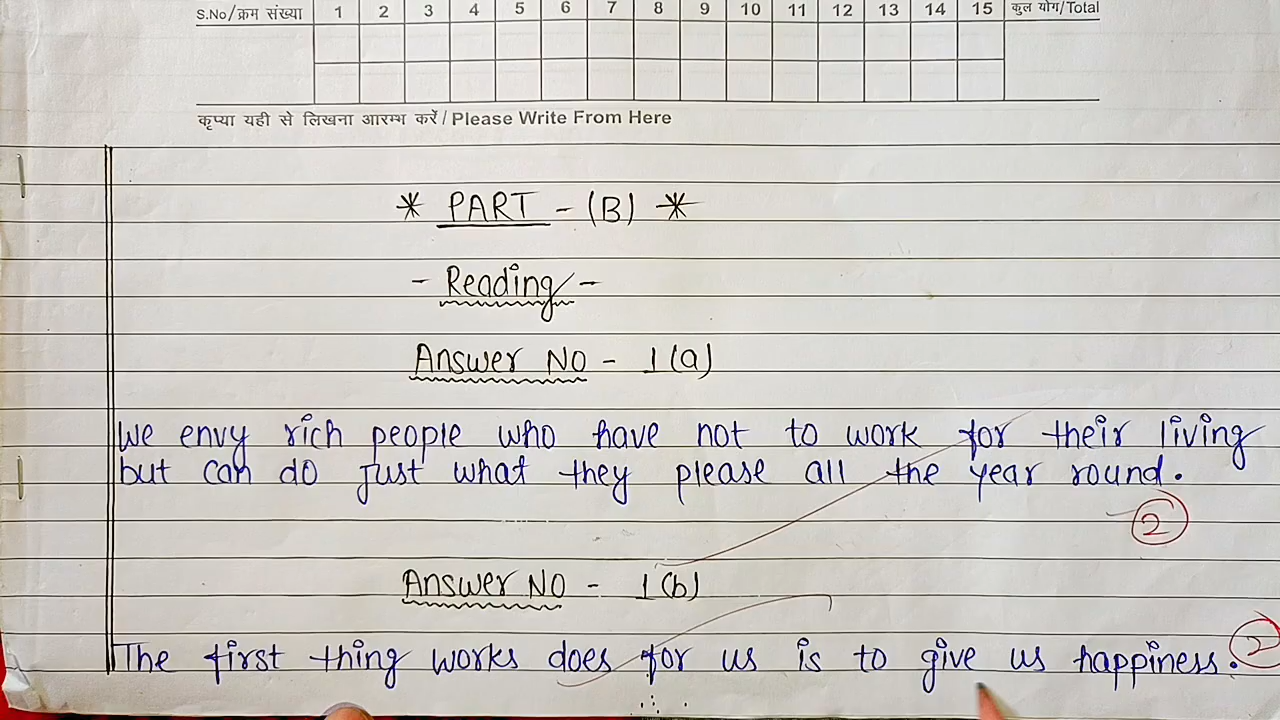 S.No/क्रम संख्या 1 2 3 4 5 6 7 8 9 10 11 12 13 14 15 कुल योग/Total
कृप्या यही से लिखना आरम्भ करें / Please Write From Here
* PART - (B) *
- Reading -
Answer NO - 1(a)
We envy rich people who have not to work for their living
but can do just what they please all the year round.
2
Answer NO - 1(b)
The first thing works does for us is to give us happiness.
2